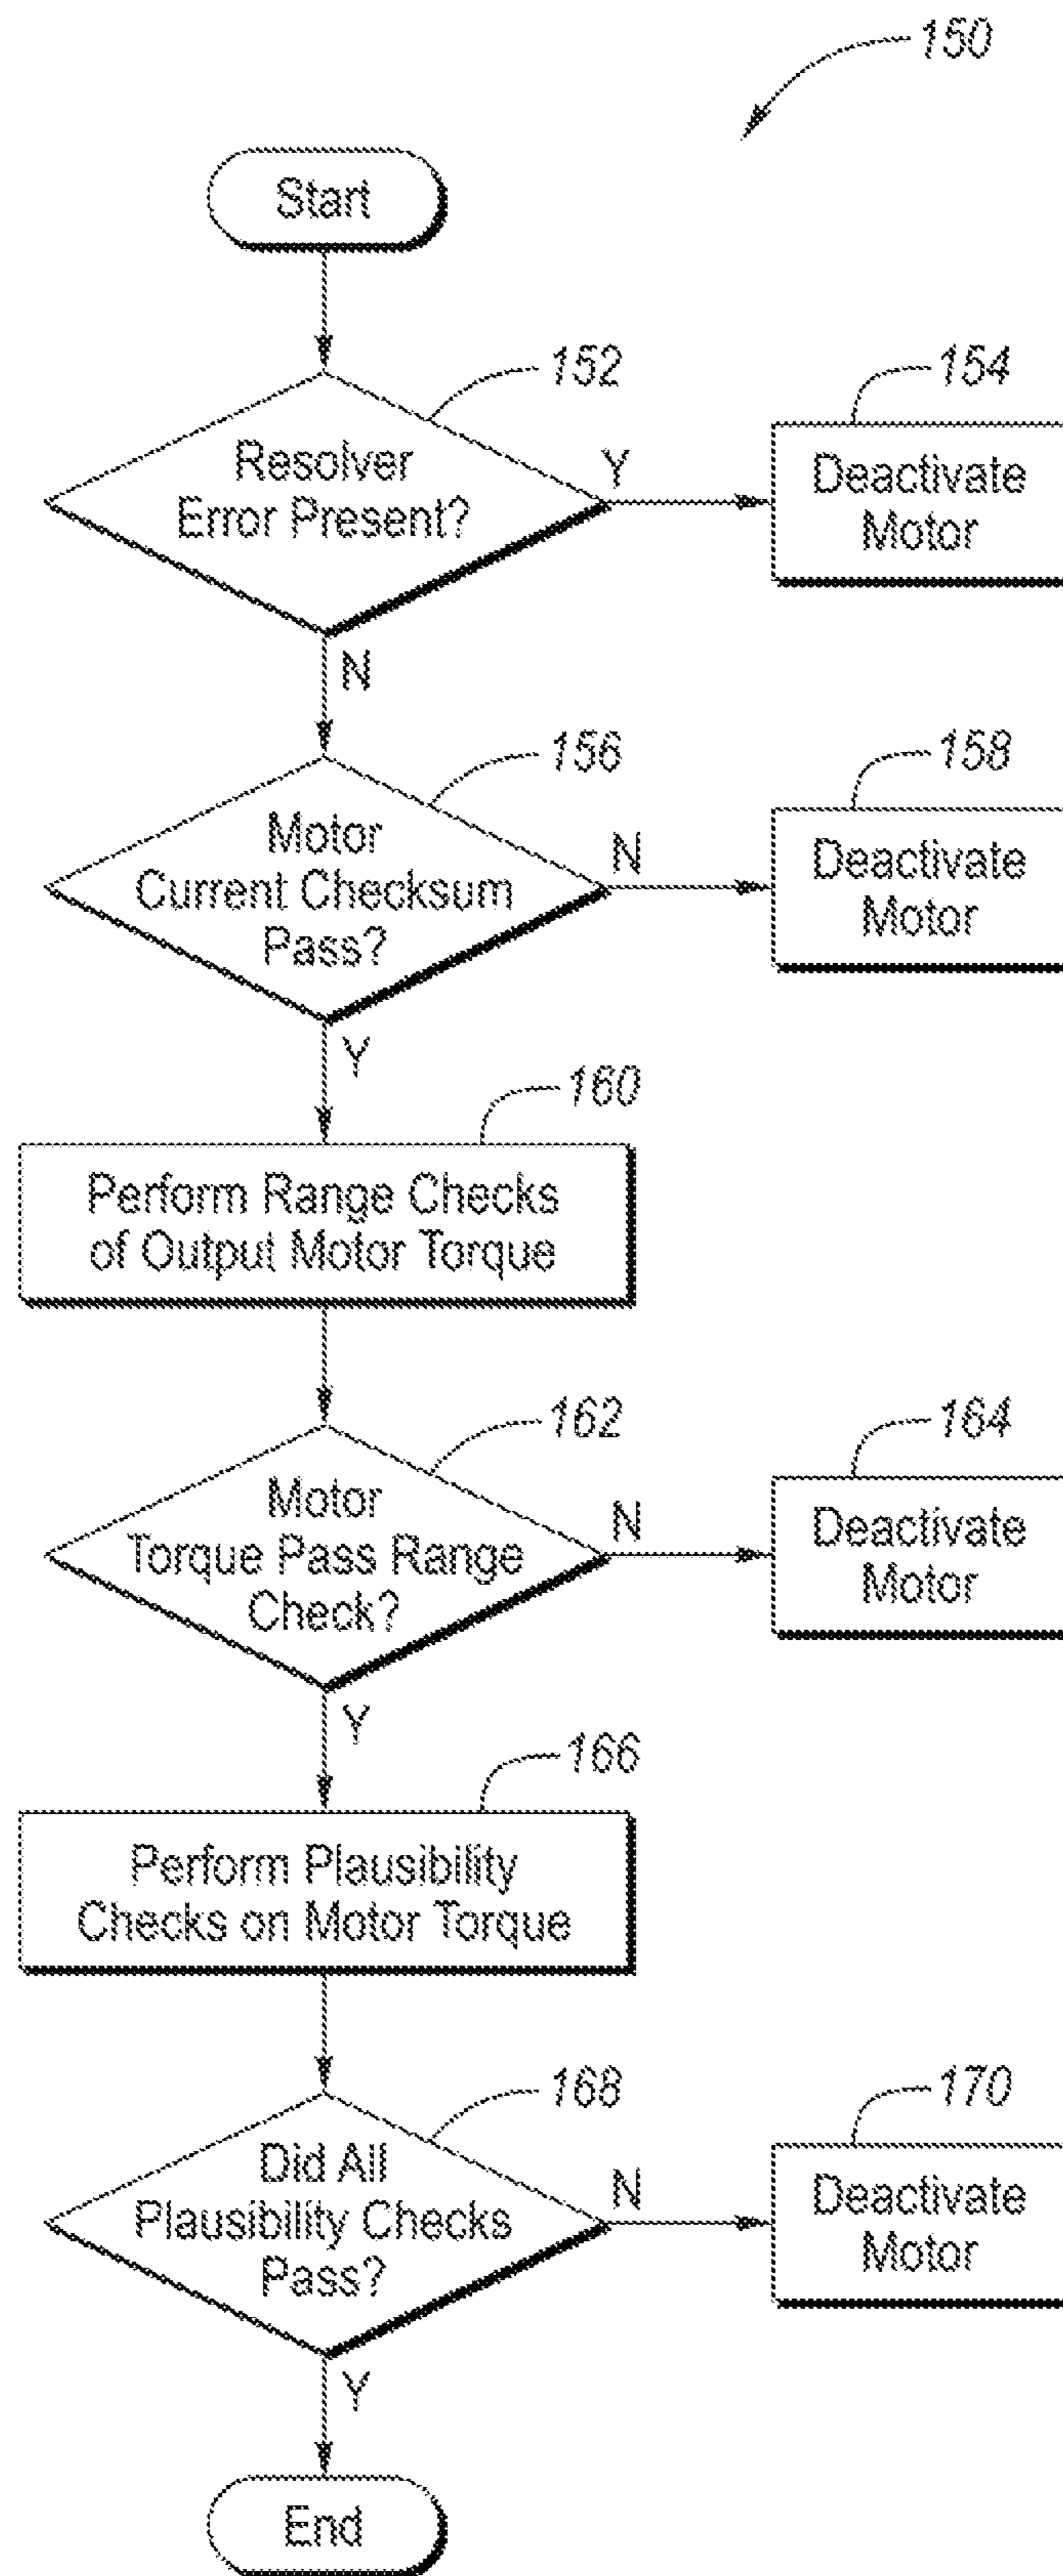 150
Start
152
Resolver
Error Present?
Y
154
Deactivate
Motor
N
156
Motor
Current Checksum
Pass?
N
158
Deactivate
Motor
Y
160
Perform Range Checks
of Output Motor Torque
162
Motor
Torque Pass Range
Check?
N
164
Deactivate
Motor
Y
166
Perform Plausibility
Checks on Motor Torque
168
Did All
Plausibility Checks
Pass?
N
170
Deactivate
Motor
Y
End